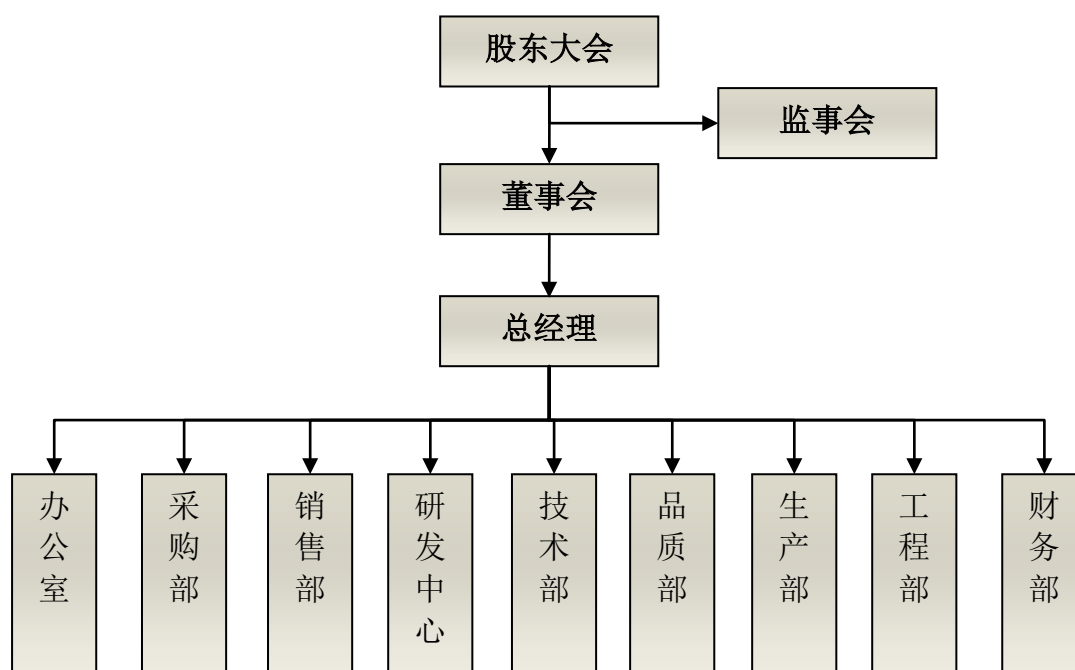 股东大会
监事会
董事会
总经理
办公室
采购部
销售部
研发中心
技术部
品质部
生产部
工程部
财务部